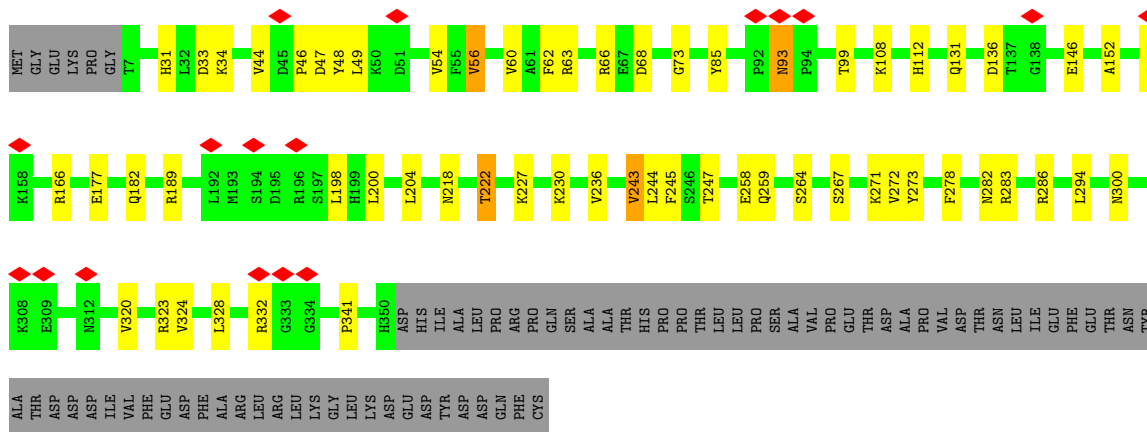 MET GLY GLU LYS PRO GLY T7 H31 L32 D33 K34 V44 D45 P46 D47 Y48 L49 K50 D51 V54 F55 V56 V60 A61 F62 R63 R66 E67 D68 G73 Y85 P92 N93 P94 T99 K108 H112 Q131 D136 T137 G138 E146 A152
K158 R166 E177 Q182 R189 L192 M193 S194 D195 R196 S197 L198 H199 L200 L204 N218 T222 K227 K230 V236 V243 L244 F245 S246 T247 E258 Q259 S264 S267 K271 V272 Y273 F278 N282 R283 R286 L294 N300
K308 E309 N312 V320 R323 V324 L328 R332 G333 G334 P341 H350 ASP HIS ILE ALA LEU PRO ARG PRO GLN SER ALA ALA THR HIS PRO PRO THR LEU LEU PRO SER ALA VAL PRO GLU THR ASP ALA PRO VAL ASP THR ASN LEU ILE GLU PHE GLU THR ASN TYR
ALA THR ASP ASP ASP ILE VAL PHE GLU ASP PHE ALA ARG LEU ARG LEU LYS GLY LEU LYS ASP GLU ASP TYR ASP ASP GLN PHE CYS